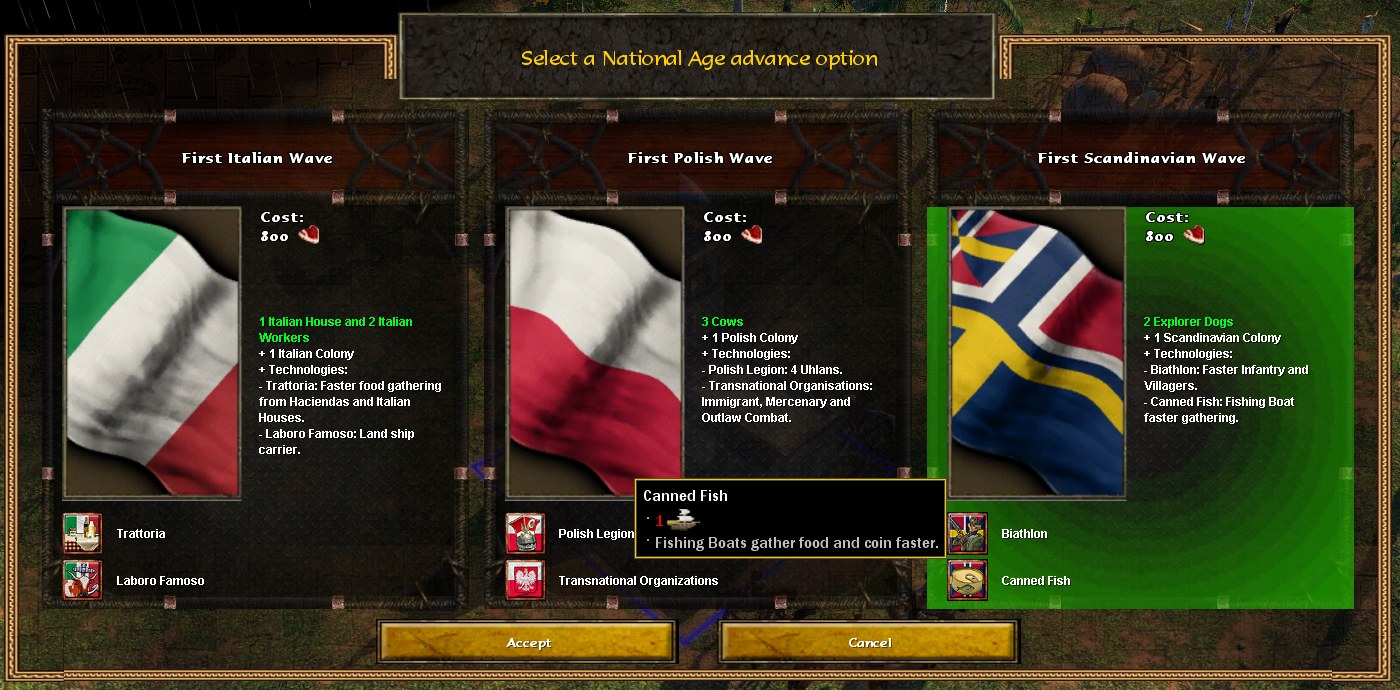 Select a National Age advance option
First Italian Wave
Cost:
800
1 Italian House and 2 Italian
Workers
+ 1 Italian Colony
+ Technologies:
- Trattoria: Faster food gathering
from Haciendas and Italian
Houses.
- Laboro Famoso: Land ship
carrier.
Trattoria
Laboro Famoso
First Polish Wave
Cost:
800
3 Cows
+ 1 Polish Colony
+ Technologies:
- Polish Legion: 4 Uhlans.
- Transnational Organisations:
Immigrant, Mercenary and
Outlaw Combat.
Polish Legion
Transnational Organizations
Canned Fish
· 1
· Fishing Boats gather food and coin faster.
First Scandinavian Wave
Cost:
800
2 Explorer Dogs
+ 1 Scandinavian Colony
+ Technologies:
- Biathlon: Faster Infantry and
Villagers.
- Canned Fish: Fishing Boat
faster gathering.
Biathlon
Canned Fish
Accept
Cancel